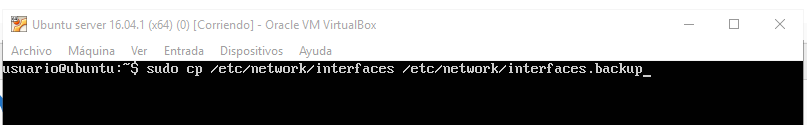 Ubuntu server 16.04.1 (x64) (0) [Corriendo] - Oracle VM VirtualBox
Archivo Máquina Ver Entrada Dispositivos Ayuda
usuario@ubuntu:~$ sudo cp /etc/network/interfaces /etc/network/interfaces.backup_